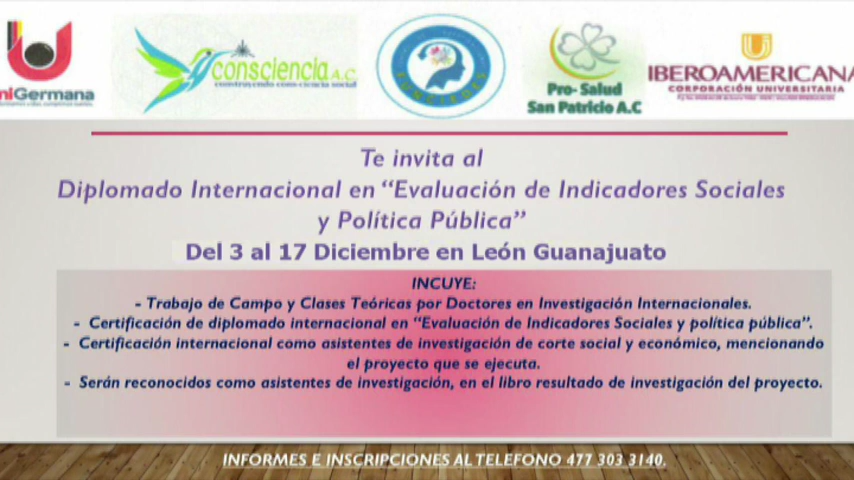 niGermana
consciencia A.C.
construyendo consciencia social
Pro- Salud
San Patricio A.C
IBEROAMERICANA
CORPORACIÓN UNIVERSITARIA
Te invita al
Diplomado Internacional en “Evaluación de Indicadores Sociales
y Política Pública”
Del 3 al 17 Diciembre en León Guanajuato
INCUYE:
- Trabajo de Campo y Clases Teóricas por Doctores en Investigación Internacionales.
- Certificación de diplomado internacional en “Evaluación de Indicadores Sociales y política pública”.
- Certificación internacional como asistentes de investigación de corte social y económico, mencionando
el proyecto que se ejecuta.
- Serán reconocidos como asistentes de investigación, en el libro resultado de investigación del proyecto.
INFORMES E INSCRIPCIONES AL TELEFONO 477 303 3140.